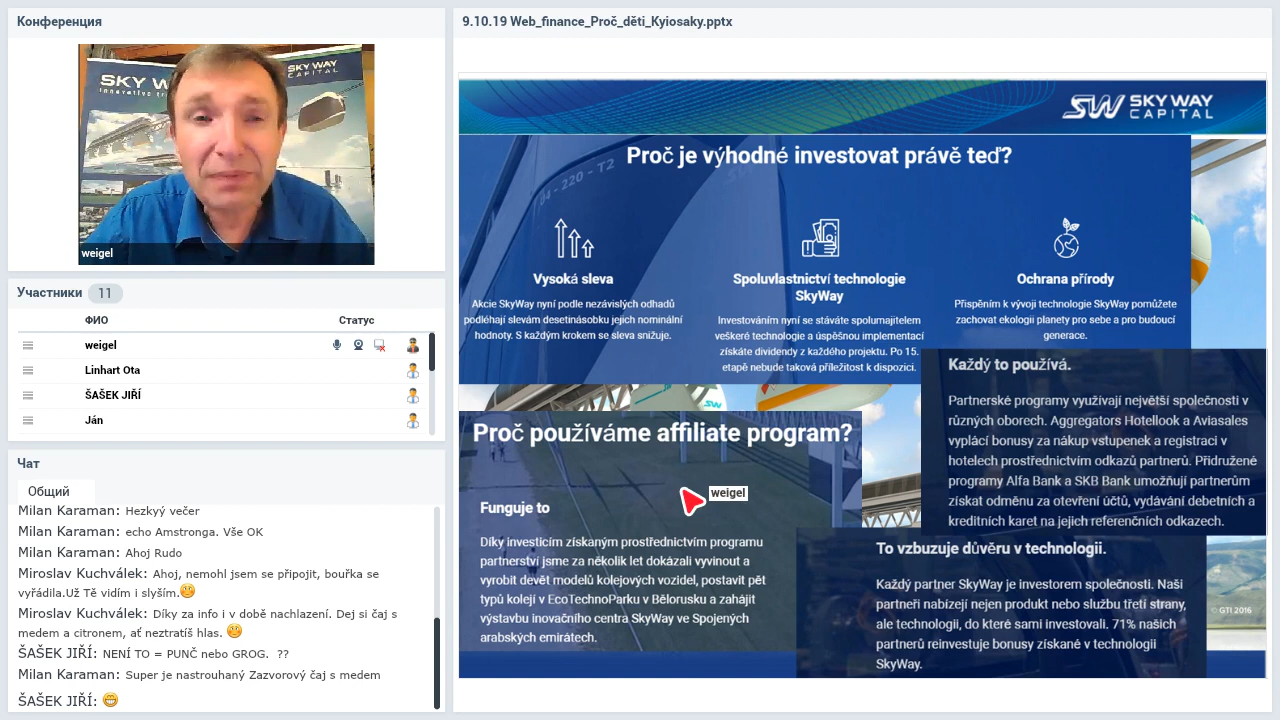 Конференция
SKY W
SKY WAY
CAPITAL
weigel
Участники 11
ФИО Статус
weigel
Linhart Ota
ŠAŠEK JIŘÍ
Ján
Чат
Общий
Milan Karaman: Hezkyý večer
Milan Karaman: echo Amstronga. Vše OK
Milan Karaman: Ahoj Rudo
Miroslav Kuchválek: Ahoj, nemohl jsem se připojit, bouřka se
vyřádila.Už Tě vidím i slyším.
Miroslav Kuchválek: Díky za info i v době nachlazení. Dej si čaj s
medem a citronem, ať neztratíš hlas.
ŠAŠEK JIŘÍ: NENÍ TO = PUNČ nebo GROG. ??
Milan Karaman: Super je nastrouhaný Zazvorový čaj s medem
ŠAŠEK JIŘÍ:
9.10.19 Web_finance_Proč_děti_Kyiosaky.pptx
SW SKY WAY
CAPITAL
Proč je výhodné investovat právě teď?
Vysoká sleva
Akcie SkyWay nyní podle nezávislých odhadů
podléhají slevám desetinásobku jejich nominální
hodnoty. S každým krokem se sleva snižuje.
Spoluvlastnictví technologie
SkyWay
Investováním nyní se stáváte spolumajitelem
veškeré technologie a úspěšnou implementací
získáte dividendy z každého projektu. Po 15.
etapě nebude taková příležitost k dispozici.
Ochrana přírody
Přispěním k vývoji technologie SkyWay pomůžete
zachovat ekologii planety pro sebe a pro budoucí
generace.
Každý to používá.
Partnerské programy využívají největší společnosti v
různých oborech. Aggregators Hotellook a Aviasales
vyplácí bonusy za nákup vstupenek a registraci v
hotelech prostřednictvím odkazů partnerů. Přidružené
programy Alfa Bank a SKB Bank umožňují partnerům
získat odměnu za otevření účtů, vydávání debetních a
kreditních karet na jejich referenčních odkazech.
Proč používáme affiliate program?
weigel
Funguje to
Díky investicím získaným prostřednictvím programu
partnerství jsme za několik let dokázali vyvinout a
vyrobit devět modelů kolejových vozidel, postavit pět
typů kolejí v EcoTechnoParku v Bělorusku a zahájit
výstavbu inovačního centra SkyWay ve Spojených
arabských emirátech.
To vzbuzuje důvěru v technologii.
Každý partner SkyWay je investorem společnosti. Naši
partneři nabízejí nejen produkt nebo službu třetí strany,
ale technologii, do které sami investovali. 71% našich
partnerů reinvestuje bonusy získané v technologii
SkyWay.
© GTI 2016